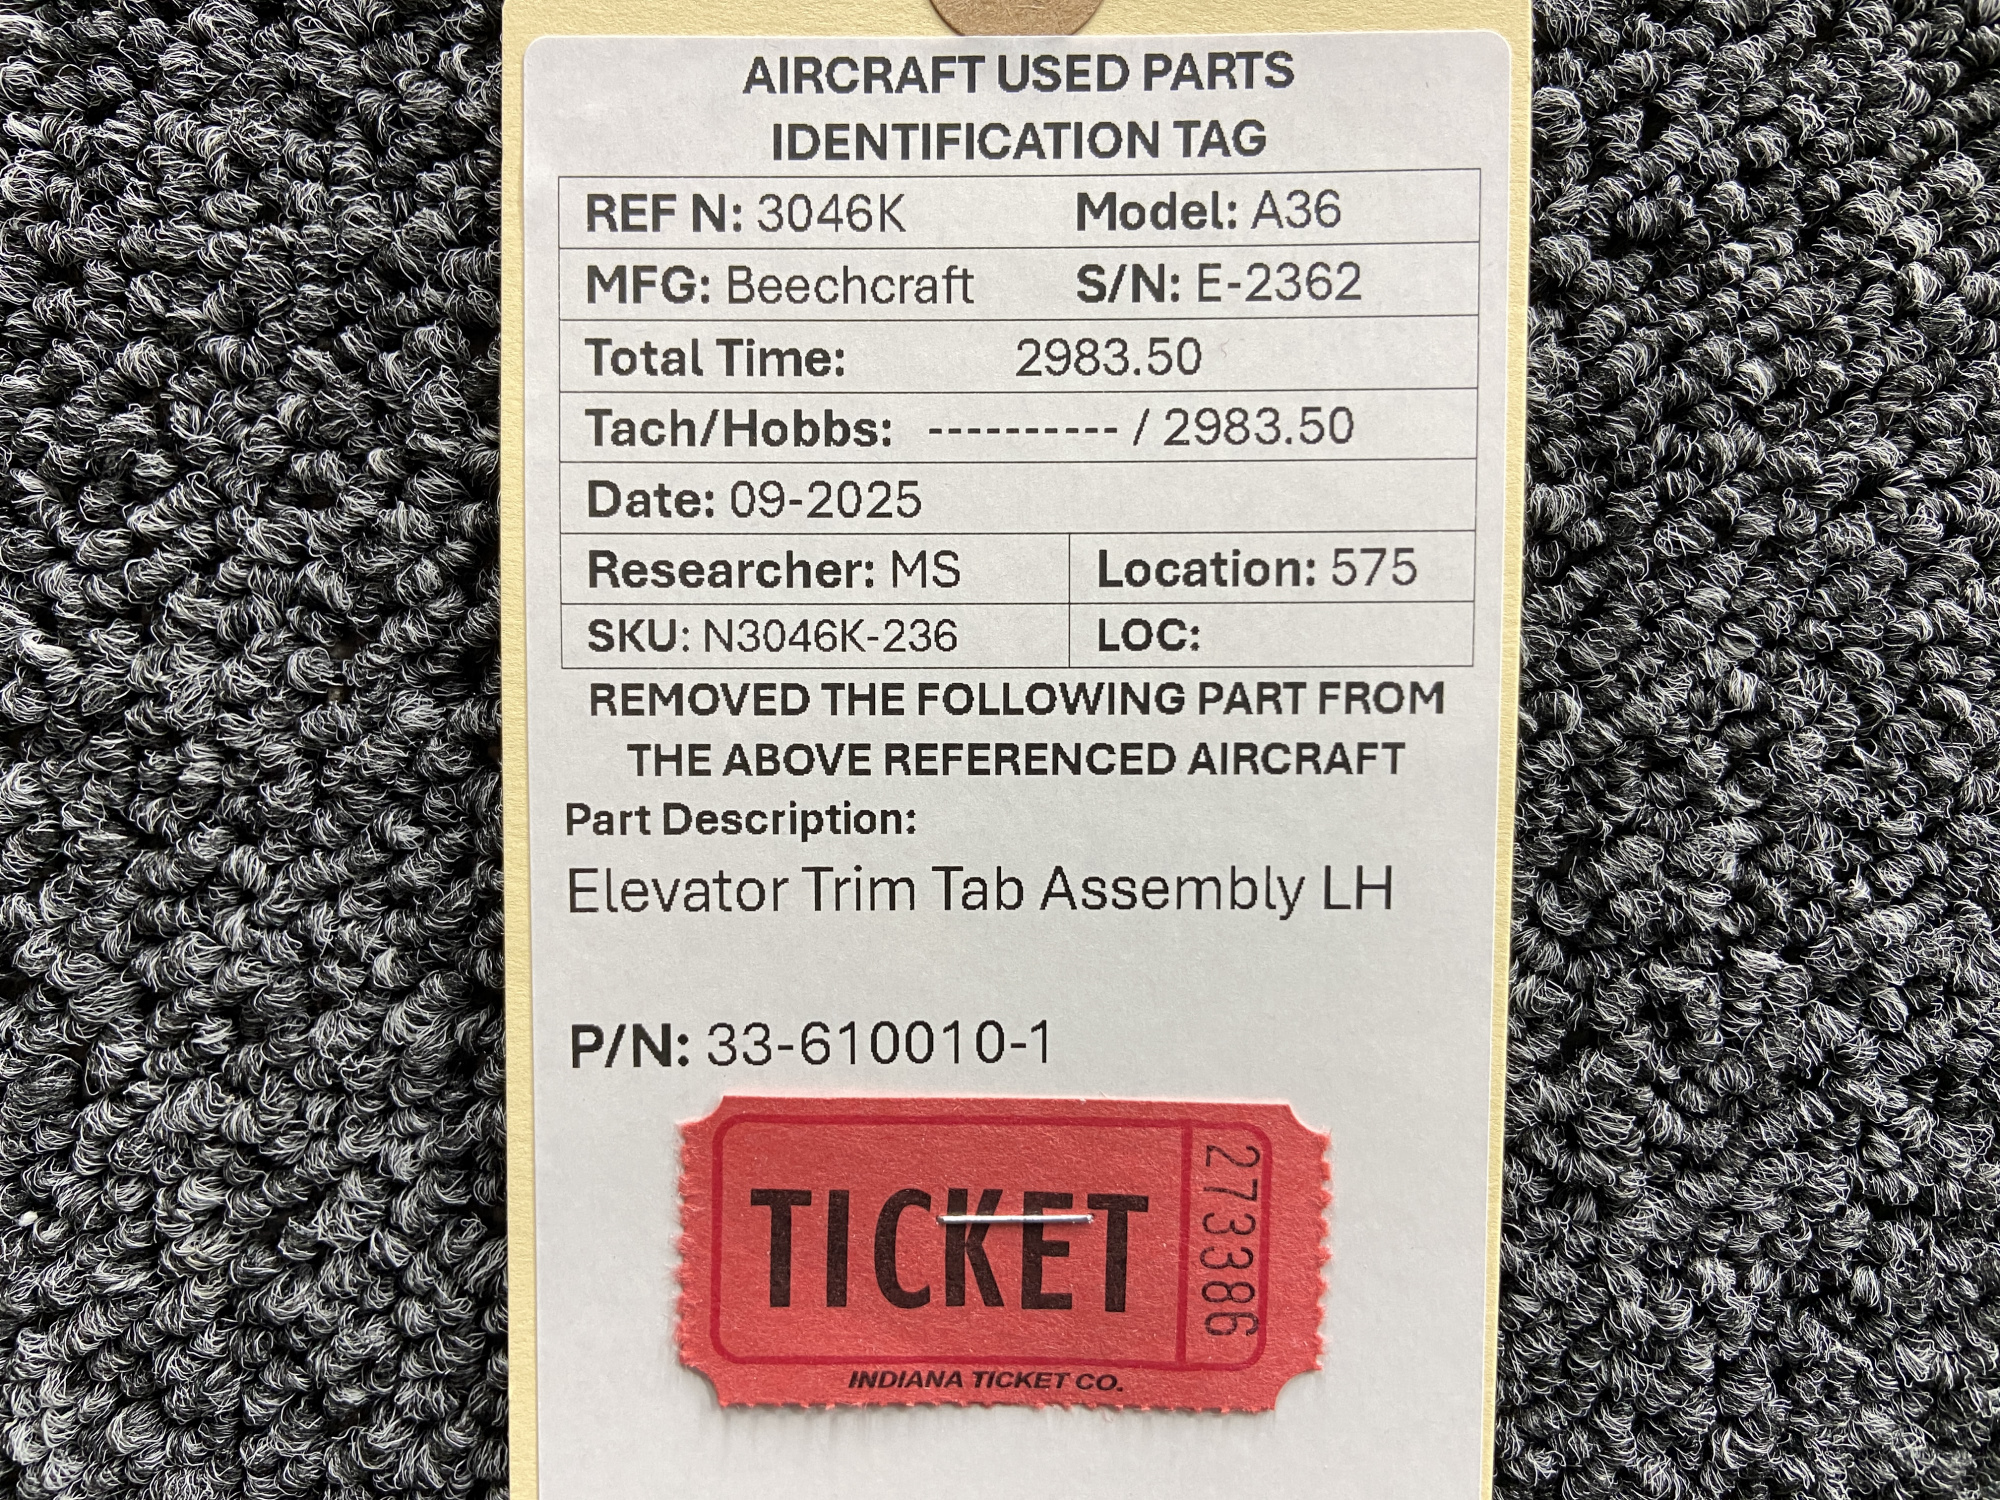 AIRCRAFT USED PARTS
IDENTIFICATION TAG
REF N: 3046K Model: A36
MFG: Beechcraft S/N: E-2362
Total Time: 2983.50
Tach/Hobbs: ---------- / 2983.50
Date: 09-2025
Researcher: MS Location: 575
SKU: N3046K-236 LOC:
REMOVED THE FOLLOWING PART FROM
THE ABOVE REFERENCED AIRCRAFT
Part Description:
Elevator Trim Tab Assembly LH
P/N: 33-610010-1
TICKET
273386
INDIANA TICKET CO.